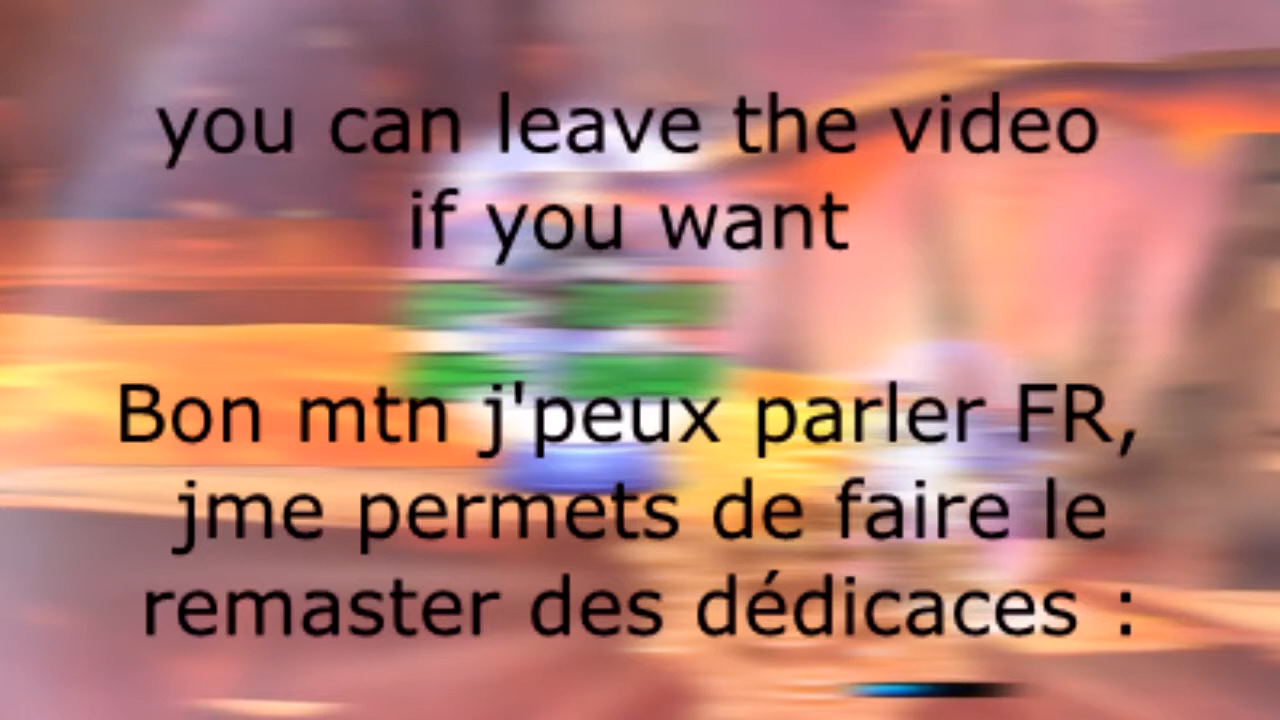 you can leave the video
if you want
Bon mtn j'peux parler FR,
jme permets de faire le
remaster des dédicaces :